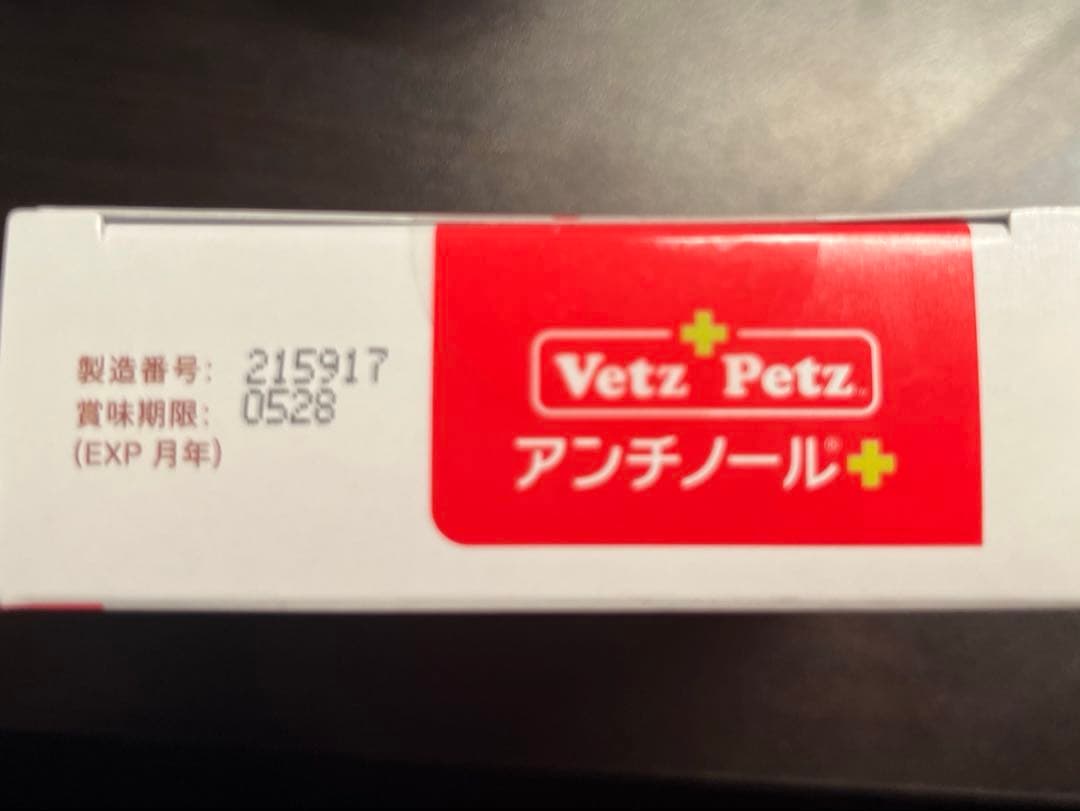 製造番号: 215917
賞味期限: 0528
(EXP 月年)
Vetz Petz
アンチノール®